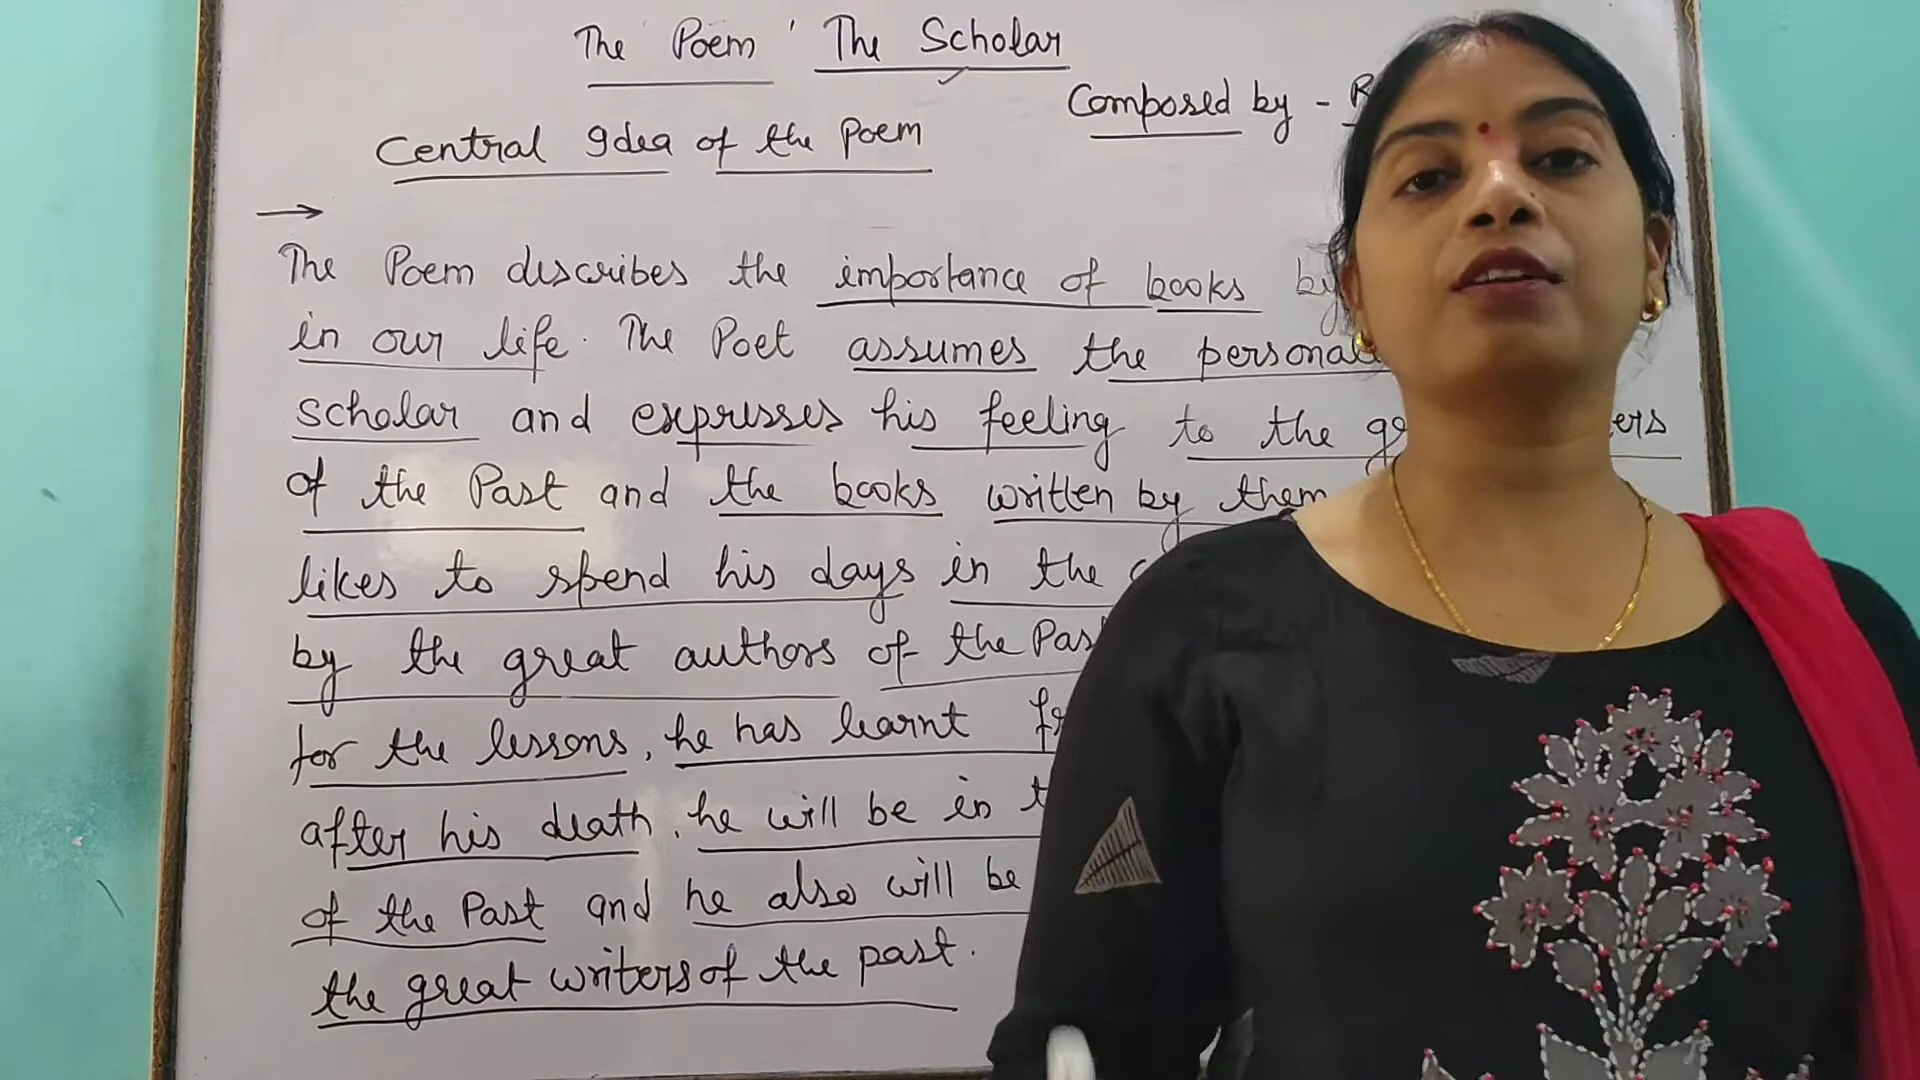 The Poem ' The Scholar
Composed by - R
Central Idea of the Poem
The Poem describes the importance of books by
in our life. The Poet assumes the personal
scholar and expresses his feeling to the
of the Past and the books written by them
likes to spend his days in the
by the great authors of the Past
for the lessons, he has learnt
after his death, he will be in
of the Past and he also will be
the great writers of the past.